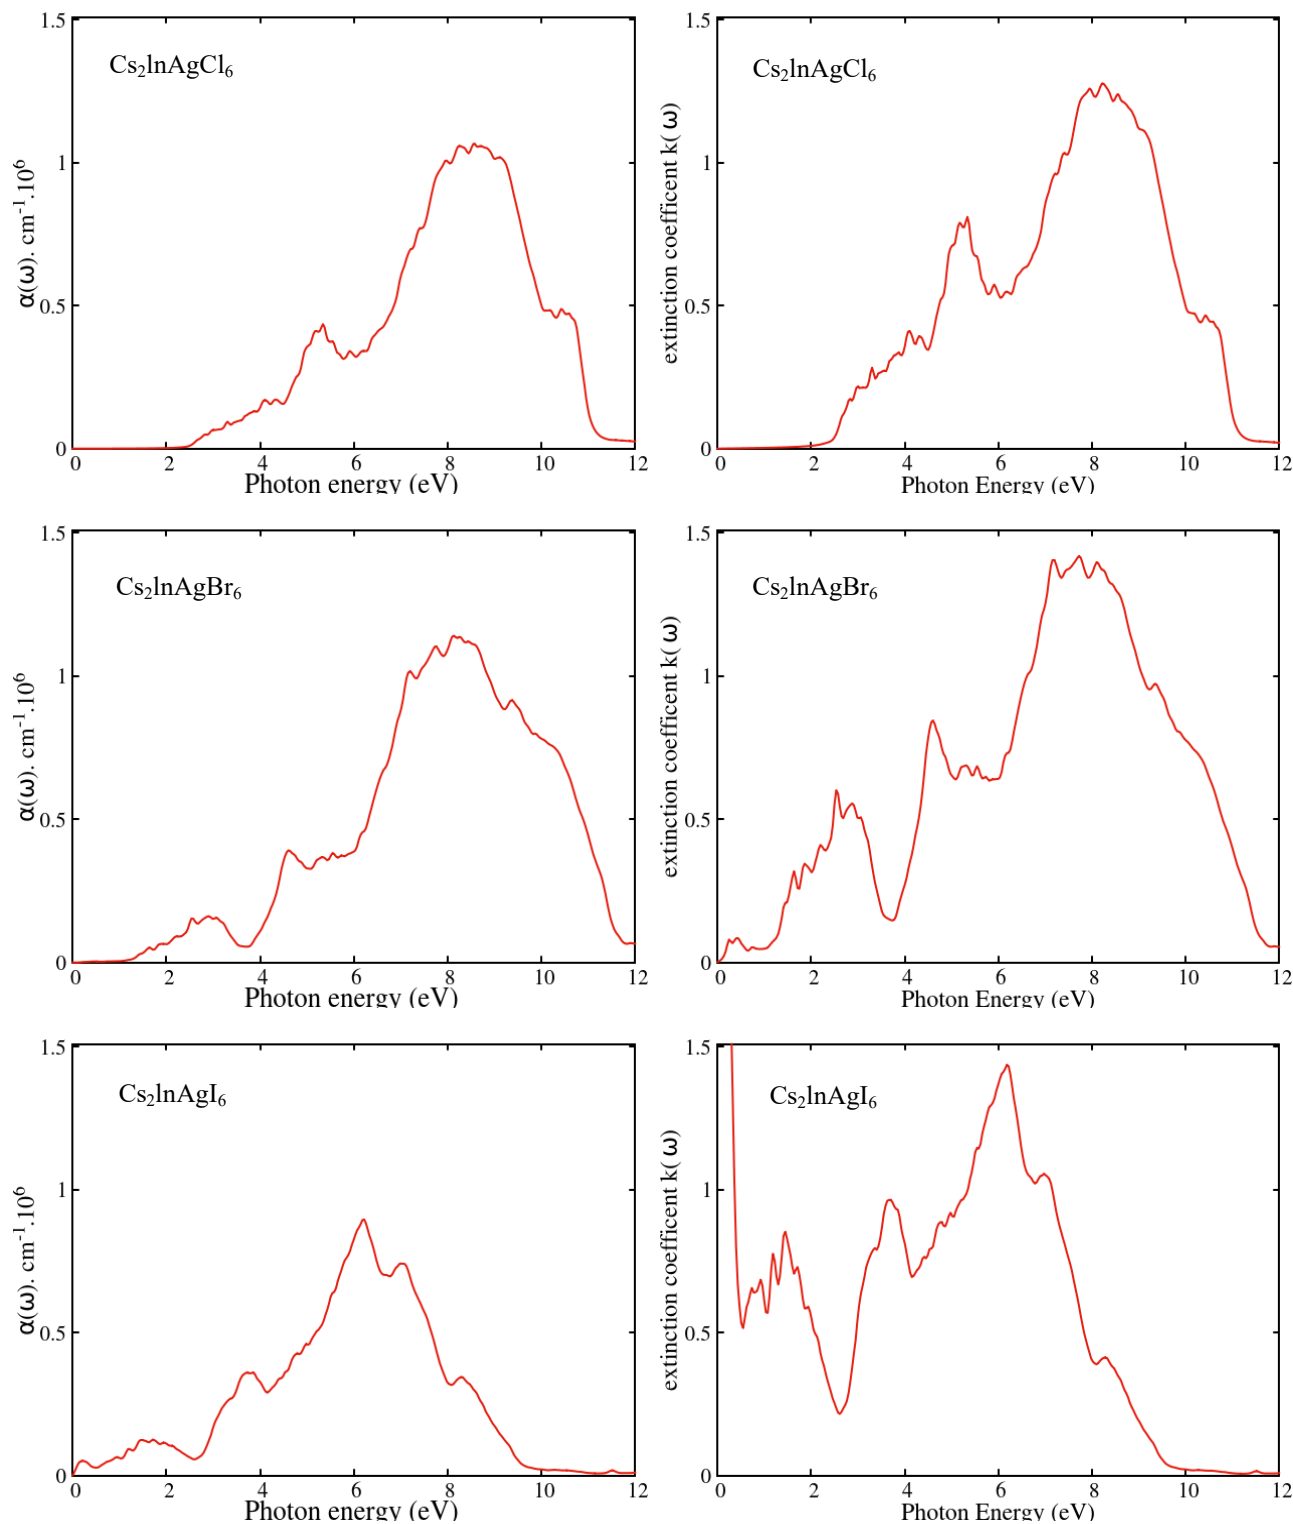 1.5
Cs₂lnAgCl₆
1
α(ω). cm⁻¹.10⁶
0.5
0
0 2 4 6 8 10 12
Photon energy (eV)
1.5
Cs₂lnAgCl₆
1
extinction coefficent k( ω)
0.5
0
0 2 4 6 8 10 12
Photon Energy (eV)
1.5
Cs₂lnAgBr₆
1
α(ω). cm⁻¹.10⁶
0.5
0
0 2 4 6 8 10 12
Photon energy (eV)
1.5
Cs₂lnAgBr₆
1
extinction coefficent k( ω)
0.5
0
0 2 4 6 8 10 12
Photon Energy (eV)
1.5
Cs₂lnAgI₆
1
α(ω). cm⁻¹.10⁶
0.5
0
0 2 4 6 8 10 12
Photon energy (eV)
1.5
Cs₂lnAgI₆
1
extinction coefficent k( ω)
0.5
0
0 2 4 6 8 10 12
Photon Energy (eV)